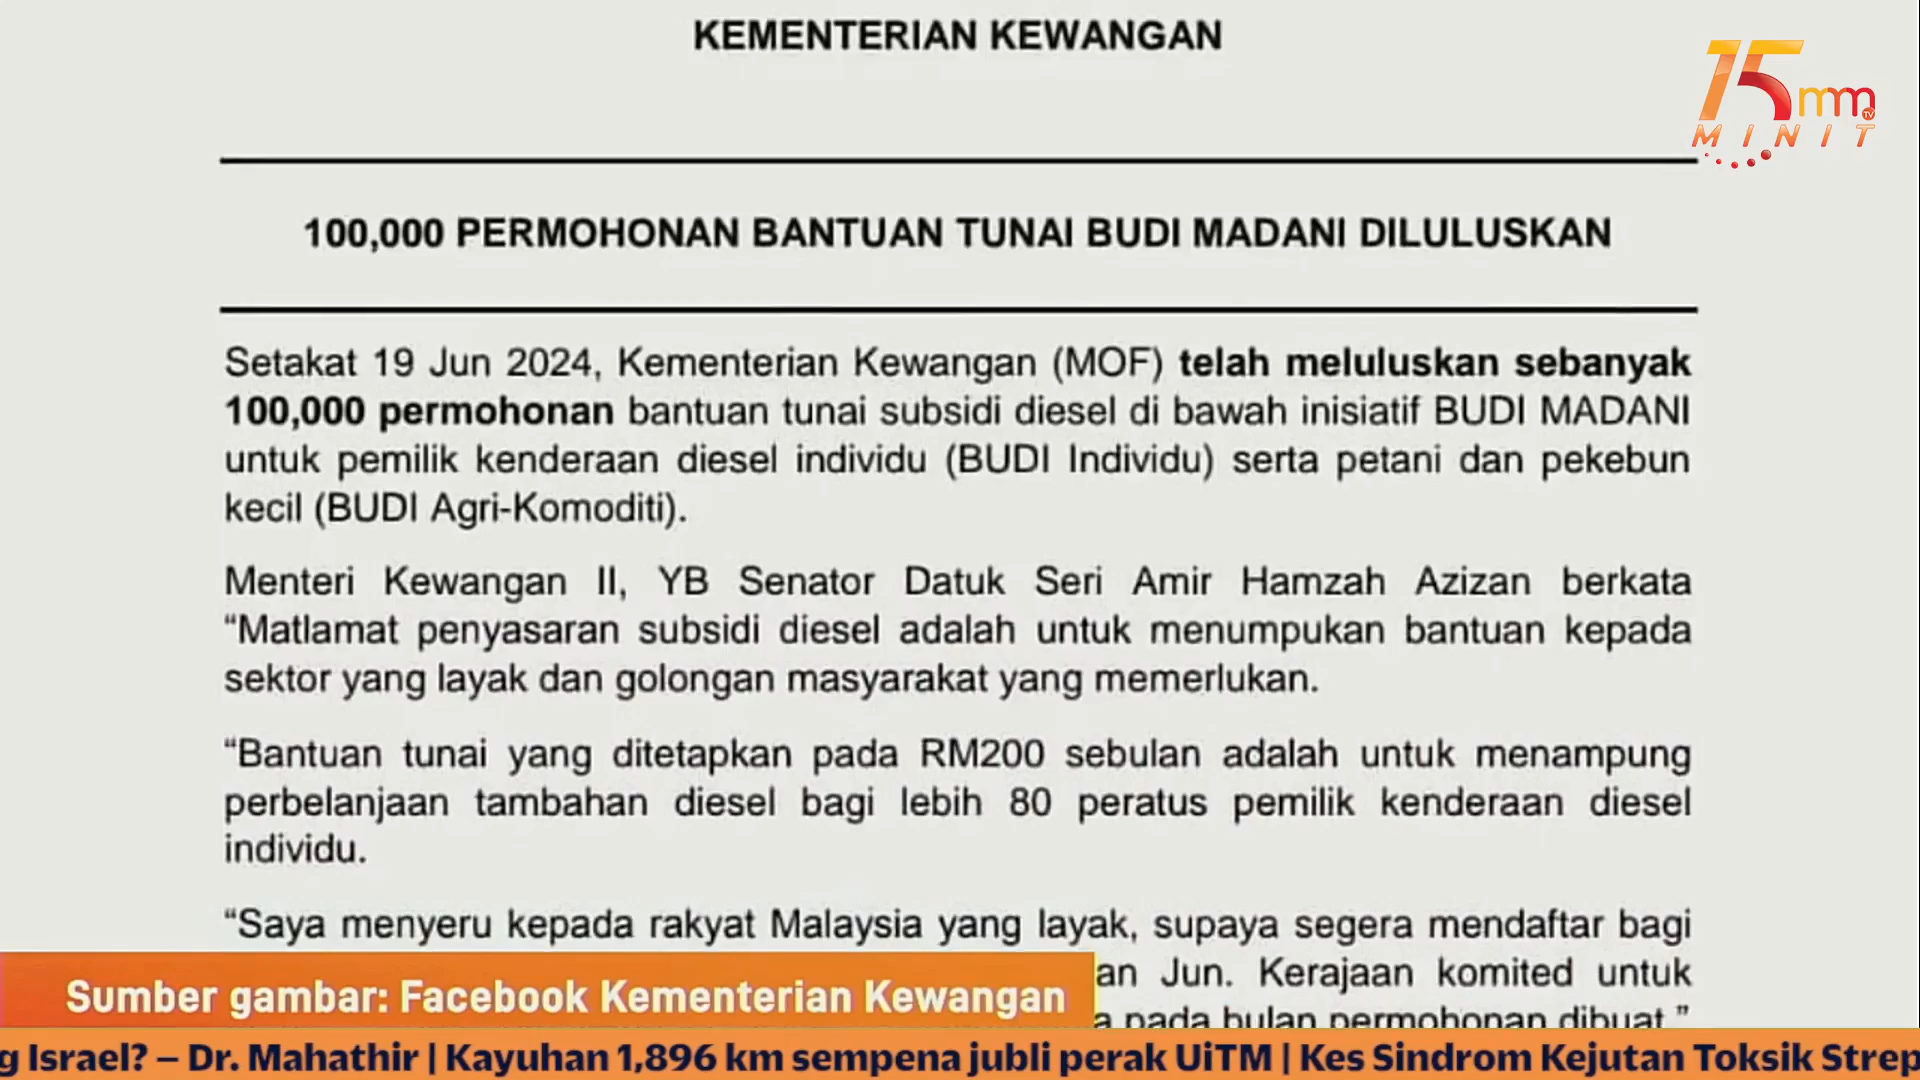 KEMENTERIAN KEWANGAN
15 mm TV
MINIT
100,000 PERMOHONAN BANTUAN TUNAI BUDI MADANI DILULUSKAN
Setakat 19 Jun 2024, Kementerian Kewangan (MOF) telah meluluskan sebanyak
100,000 permohonan bantuan tunai subsidi diesel di bawah inisiatif BUDI MADANI
untuk pemilik kenderaan diesel individu (BUDI Individu) serta petani dan pekebun
kecil (BUDI Agri-Komoditi).
Menteri Kewangan II, YB Senator Datuk Seri Amir Hamzah Azizan berkata
“Matlamat penyasaran subsidi diesel adalah untuk menumpukan bantuan kepada
sektor yang layak dan golongan masyarakat yang memerlukan.
“Bantuan tunai yang ditetapkan pada RM200 sebulan adalah untuk menampung
perbelanjaan tambahan diesel bagi lebih 80 peratus pemilik kenderaan diesel
individu.
“Saya menyeru kepada rakyat Malaysia yang layak, supaya segera mendaftar bagi
an Jun. Kerajaan komited untuk
a pada bulan permohonan dibuat.”
Sumber gambar: Facebook Kementerian Kewangan
g Israel? – Dr. Mahathir | Kayuhan 1,896 km sempena jubli perak UiTM | Kes Sindrom Kejutan Toksik Strep